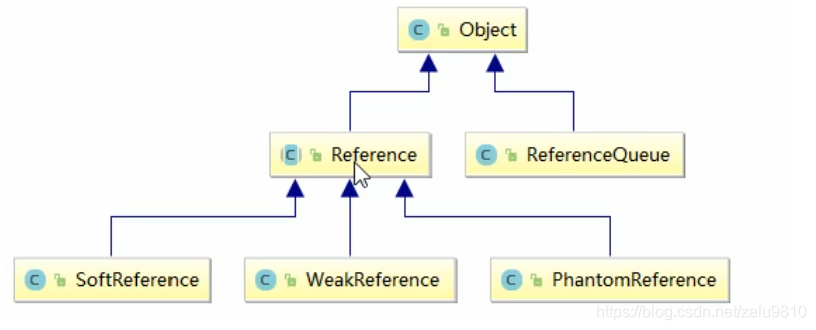 Object
Reference
ReferenceQueue
SoftReference
WeakReference
PhantomReference
https://blog.csdn.net/zalu9810